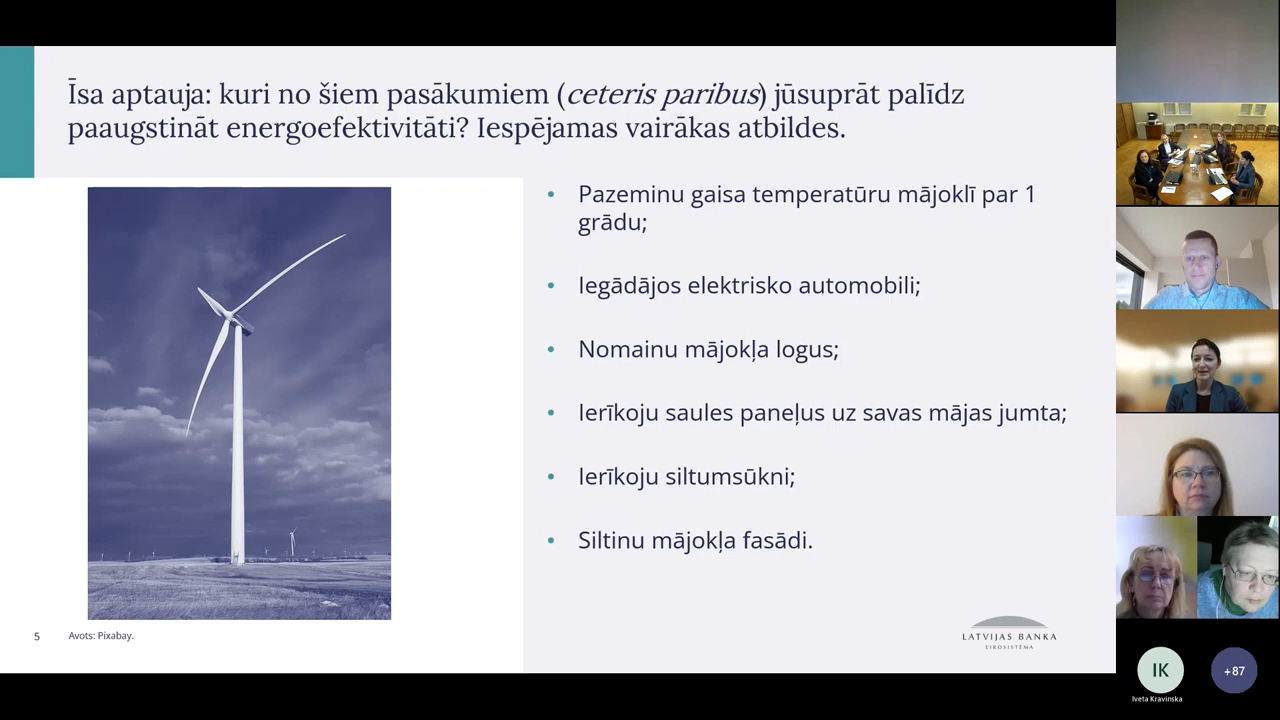 Īsa aptauja: kuri no šiem pasākumiem (ceteris paribus) jūsuprāt palīdz
paaugstināt energoefektivitāti? Iespējamas vairākas atbildes.
• Pazeminu gaisa temperatūru mājoklī par 1
grādu;
• Iegādājos elektrisko automobili;
• Nomainu mājokļa logus;
• Ierīkoju saules paneļus uz savas mājas jumta;
• Ierīkoju siltumsūkni;
• Siltinu mājokļa fasādi.
5
Avots: Pixabay.
LATVIJAS BANKA
EIROSISTĒMA
IK
Iveta Kravinska
+87